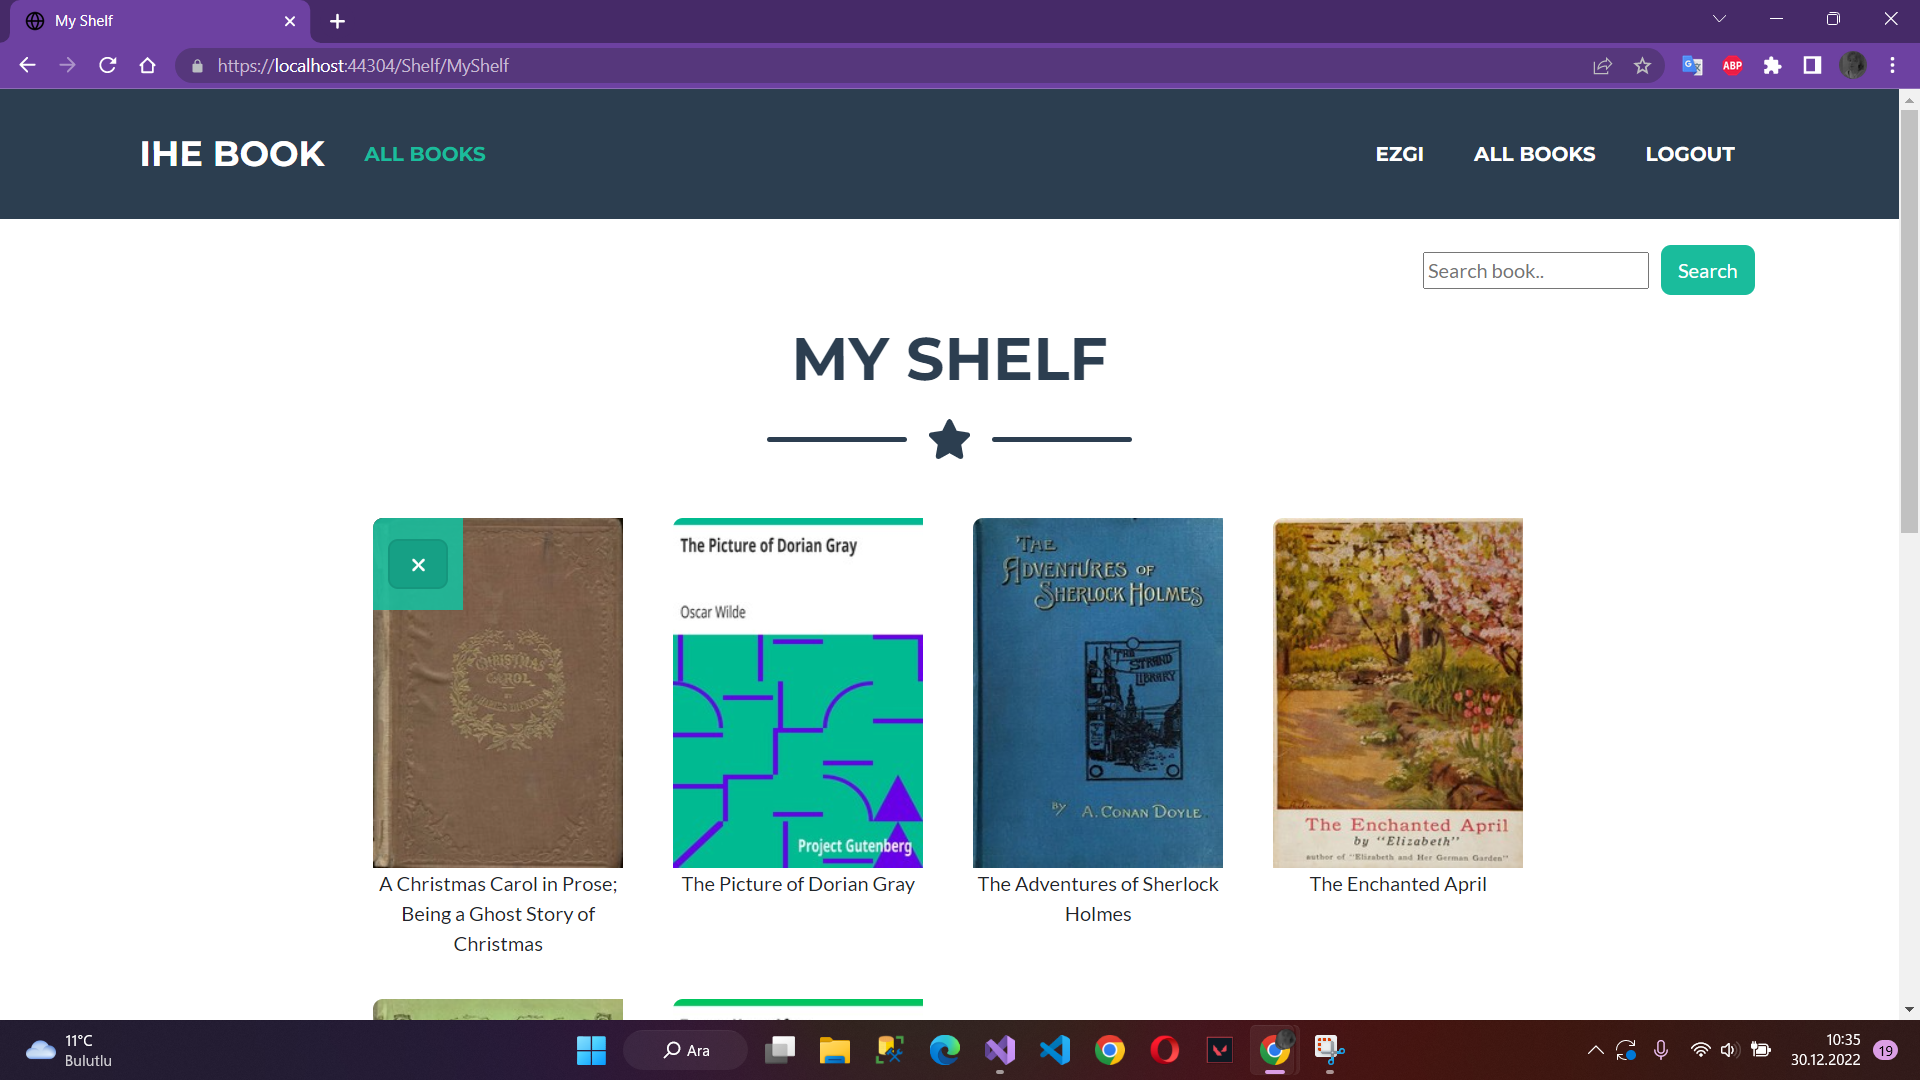 My Shelf
https://localhost:44304/Shelf/MyShelf
ABP
IHE BOOK ALL BOOKS EZGI ALL BOOKS LOGOUT
Search book.. Search
MY SHELF
A CHRISTMAS
CAROL
BY
CHARLES DICKENS
The Picture of Dorian Gray
Oscar Wilde
Project Gutenberg
THE
ADVENTURES OF
SHERLOCK HOLMES
THE
STRAND
LIBRARY
BY A. CONAN DOYLE.
The Enchanted April
by "Elizabeth"
author of "Elizabeth and Her German Garden"
A Christmas Carol in Prose;
Being a Ghost Story of
Christmas
The Picture of Dorian Gray
The Adventures of Sherlock
Holmes
The Enchanted April
11°C
Bulutlu
Ara
10:35
30.12.2022
19